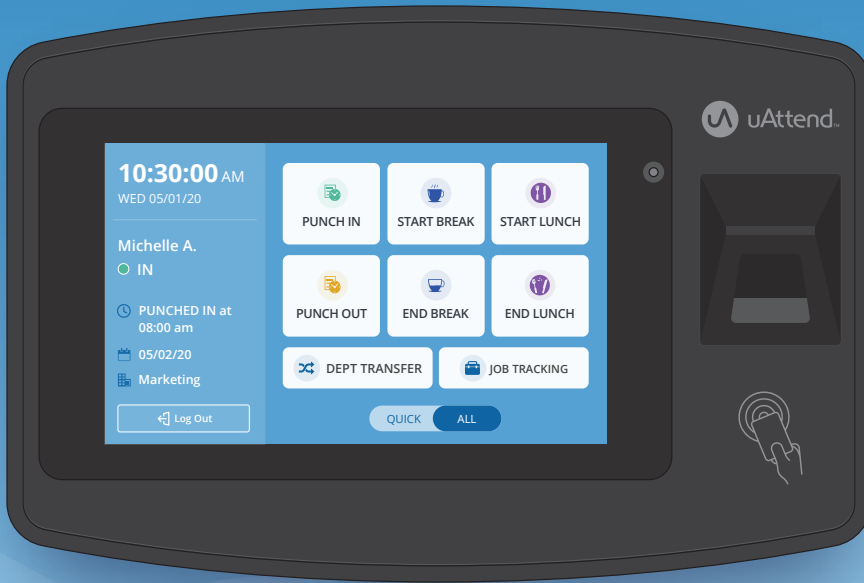 uAttend™
10:30:00 AM
WED 05/01/20
Michelle A.
IN
PUNCHED IN at
08:00 am
05/02/20
Marketing
Log Out
PUNCH IN
START BREAK
START LUNCH
PUNCH OUT
END BREAK
END LUNCH
DEPT TRANSFER
JOB TRACKING
QUICK
ALL